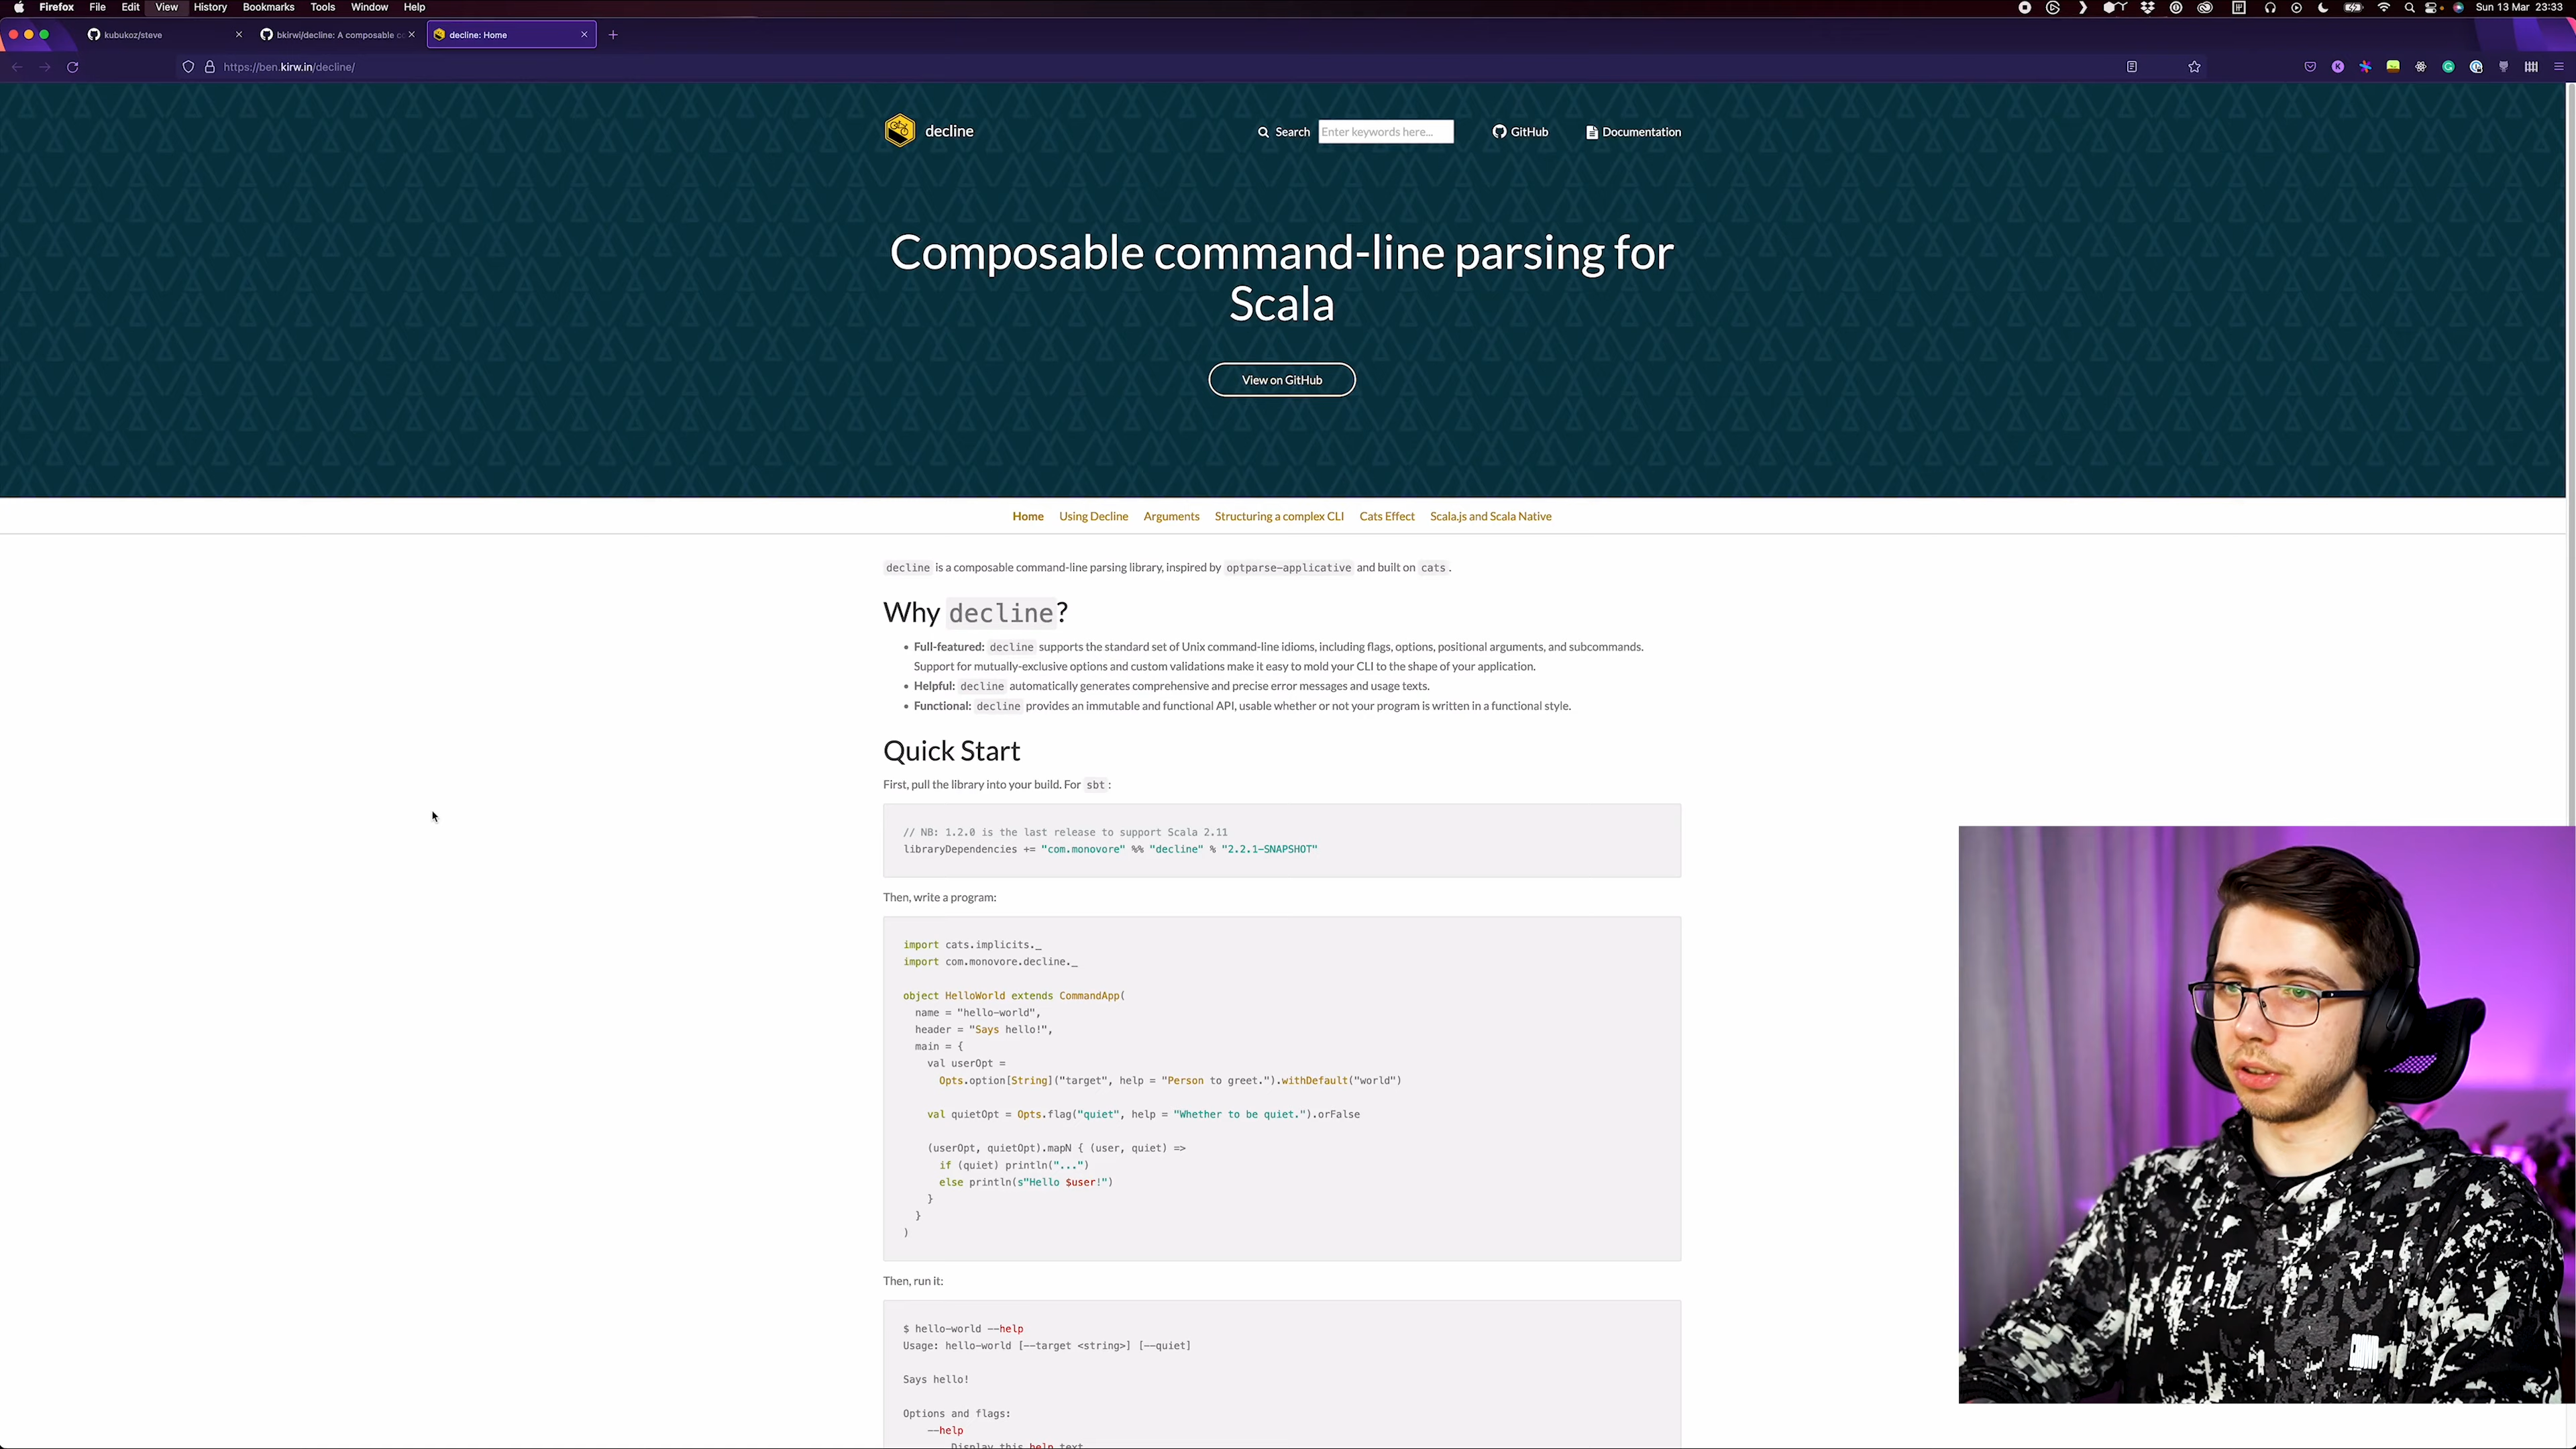 Firefox File Edit View History Bookmarks Tools Window Help
Sun 13 Mar 23:33
kubukoz/steve
bkirwi/decline: A composable co
decline: Home
https://ben.kirw.in/decline/
decline
Search
Enter keywords here...
GitHub
Documentation
Composable command-line parsing for
Scala
View on GitHub
Home Using Decline Arguments Structuring a complex CLI Cats Effect Scala.js and Scala Native
decline is a composable command-line parsing library, inspired by optparse-applicative and built on cats.
Why decline?
• Full-featured: decline supports the standard set of Unix command-line idioms, including flags, options, positional arguments, and subcommands.
Support for mutually-exclusive options and custom validations make it easy to mold your CLI to the shape of your application.
• Helpful: decline automatically generates comprehensive and precise error messages and usage texts.
• Functional: decline provides an immutable and functional API, usable whether or not your program is written in a functional style.
Quick Start
First, pull the library into your build. For sbt:
// NB: 1.2.0 is the last release to support Scala 2.11
libraryDependencies += "com.monovore" %% "decline" % "2.2.1-SNAPSHOT"
Then, write a program:
import cats.implicits._
import com.monovore.decline._
object HelloWorld extends CommandApp(
name = "hello-world",
header = "Says hello!",
main = {
val userOpt =
Opts.option[String]("target", help = "Person to greet.").withDefault("world")
val quietOpt = Opts.flag("quiet", help = "Whether to be quiet.").orFalse
(userOpt, quietOpt).mapN { (user, quiet) =>
if (quiet) println("...")
else println(s"Hello $user!")
}
}
)
Then, run it:
$ hello-world --help
Usage: hello-world [--target <string>] [--quiet]
Says hello!
Options and flags:
--help
Display this help text.